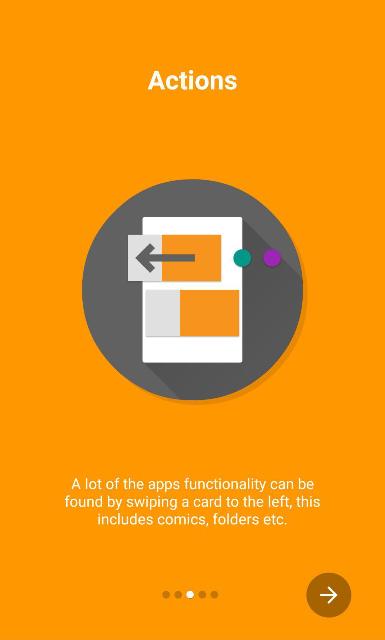 Actions
A lot of the apps functionality can be
found by swiping a card to the left, this
includes comics, folders etc.